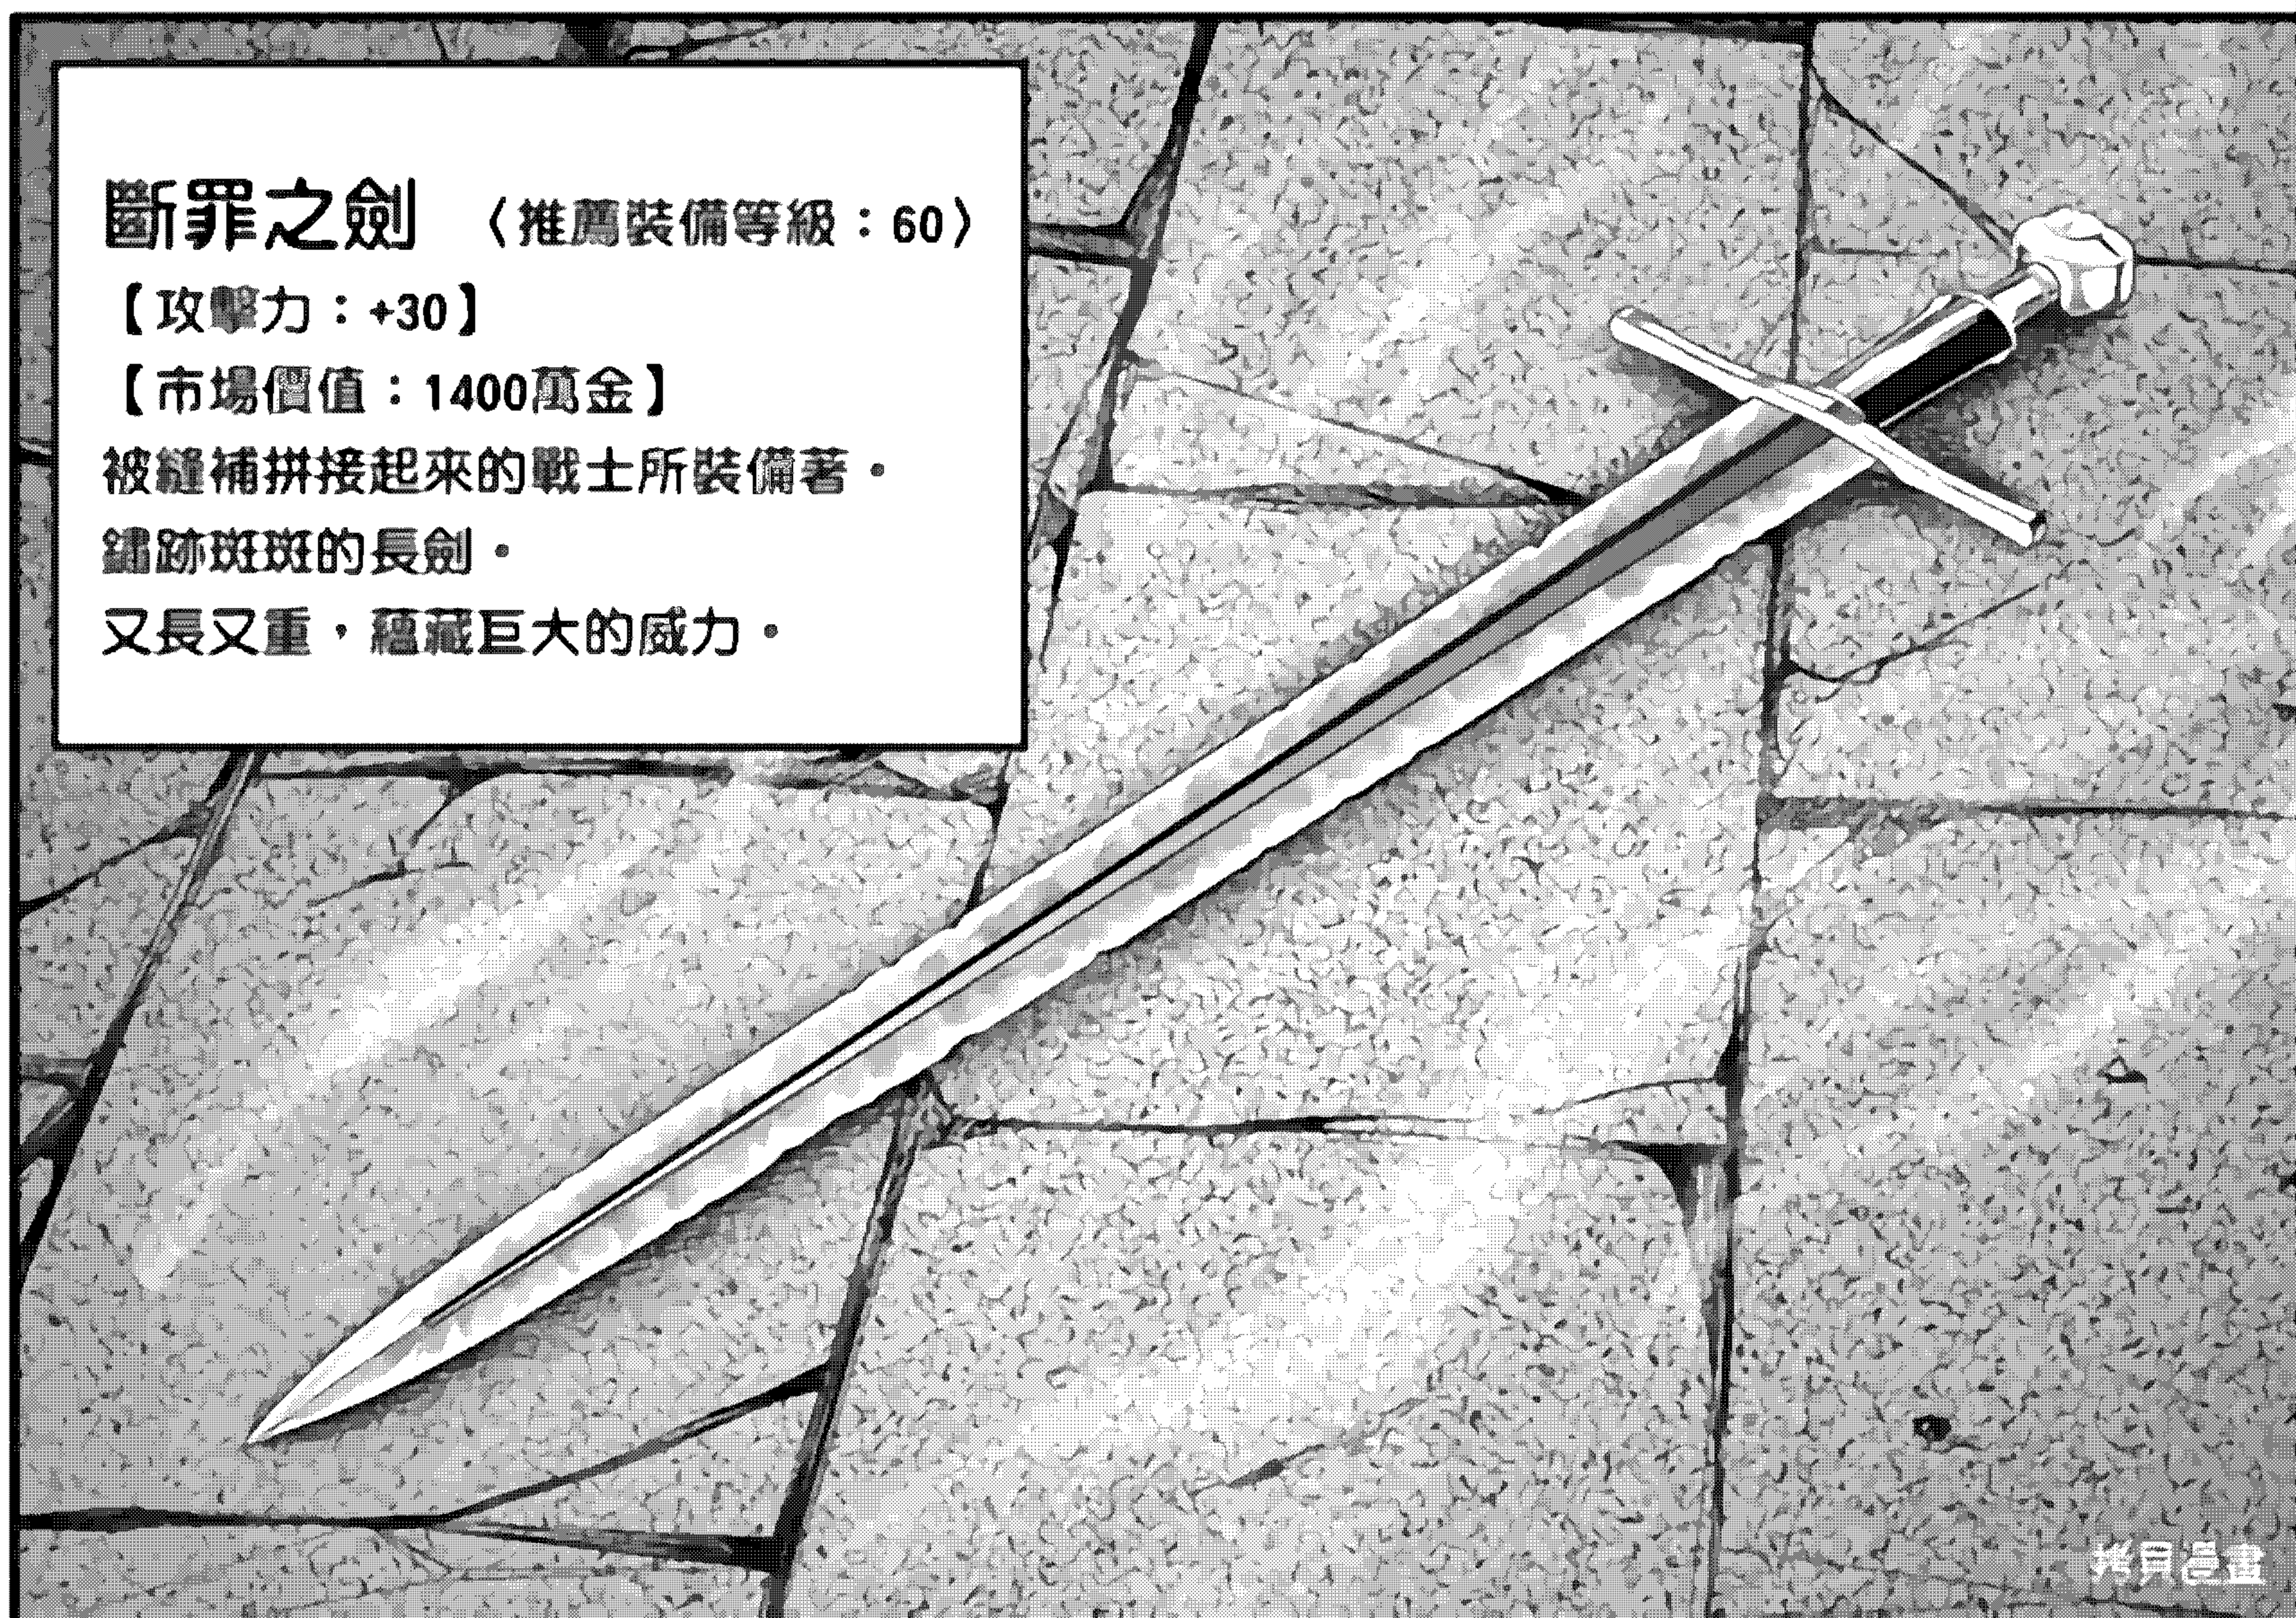 斷罪之劍 〈推薦裝備等級：60〉
【攻擊力：+30】
【市場價值：1400萬金】
被縫補拼接起來的戰士所裝備著。
鏽跡斑斑的長劍。
又長又重，蘊藏巨大的威力。
拷貝漫畫